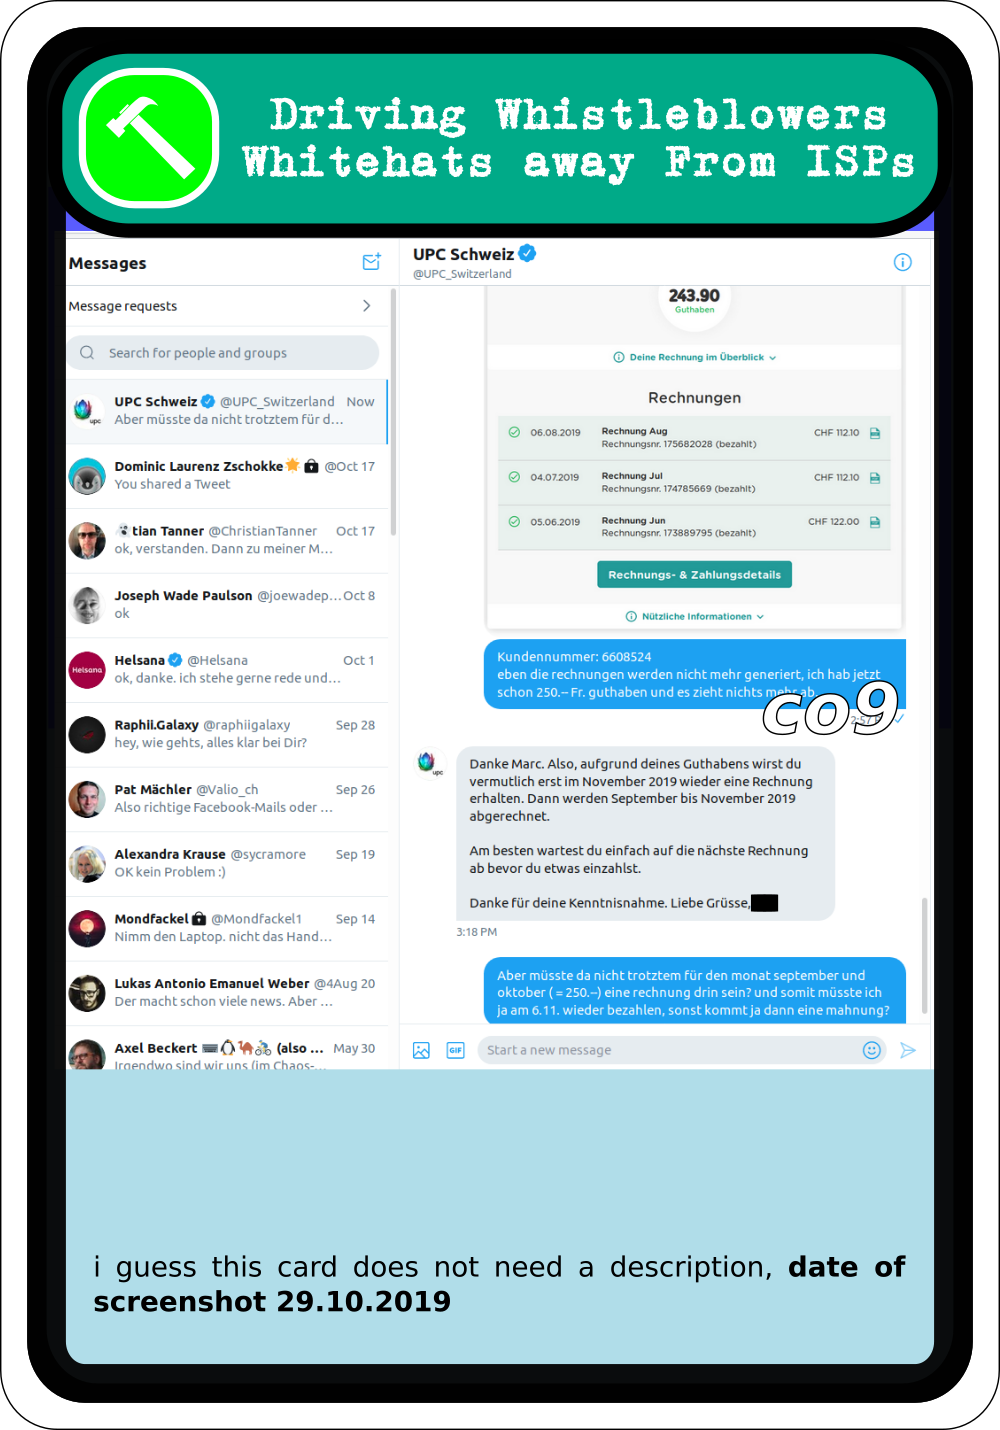 Driving Whistleblowers
Whitehats away From ISPs
Messages
Message requests
Search for people and groups
UPC Schweiz @UPC_Switzerland Now
Aber müsste da nicht trotztem für d...
Dominic Laurenz Zschokke @Oct 17
You shared a Tweet
tian Tanner @ChristianTanner Oct 17
ok, verstanden. Dann zu meiner M...
Joseph Wade Paulson @joewadep... Oct 8
ok
Helsana
Helsana @Helsana Oct 1
ok, danke. ich stehe gerne rede und...
Raphii.Galaxy @raphiigalaxy Sep 28
hey, wie gehts, alles klar bei Dir?
Pat Mächler @Valio_ch Sep 26
Also richtige Facebook-Mails oder ...
Alexandra Krause @sycramore Sep 19
OK kein Problem :)
Mondfackel @Mondfackel1 Sep 14
Nimm den Laptop. nicht das Hand...
Lukas Antonio Emanuel Weber @4Aug 20
Der macht schon viele news. Aber ...
Axel Beckert (also ... May 30
Irgendwo sind wir uns (im Chaos-...
UPC Schweiz
@UPC_Switzerland
243.90
Guthaben
Deine Rechnung im Überblick
Rechnungen
06.08.2019 Rechnung Aug CHF 112.10
Rechnungsnr. 175682028 (bezahlt)
04.07.2019 Rechnung Jul CHF 112.10
Rechnungsnr. 174785669 (bezahlt)
05.06.2019 Rechnung Jun CHF 122.00
Rechnungsnr. 173889795 (bezahlt)
Rechnungs- & Zahlungsdetails
Nützliche Informationen
Kundennummer: 6608524
eben die rechnungen werden nicht mehr generiert, ich hab jetzt
schon 250.-- Fr. guthaben und es zieht nichts mehr ab.
co9
upc
Danke Marc. Also, aufgrund deines Guthabens wirst du
vermutlich erst im November 2019 wieder eine Rechnung
erhalten. Dann werden September bis November 2019
abgerechnet.
Am besten wartest du einfach auf die nächste Rechnung
ab bevor du etwas einzahlst.
Danke für deine Kenntnisnahme. Liebe Grüsse,
3:18 PM
Aber müsste da nicht trotztem für den monat september und
oktober ( = 250.--) eine rechnung drin sein? und somit müsste ich
ja am 6.11. wieder bezahlen, sonst kommt ja dann eine mahnung?
GIF
Start a new message
i guess this card does not need a description, date of
screenshot 29.10.2019